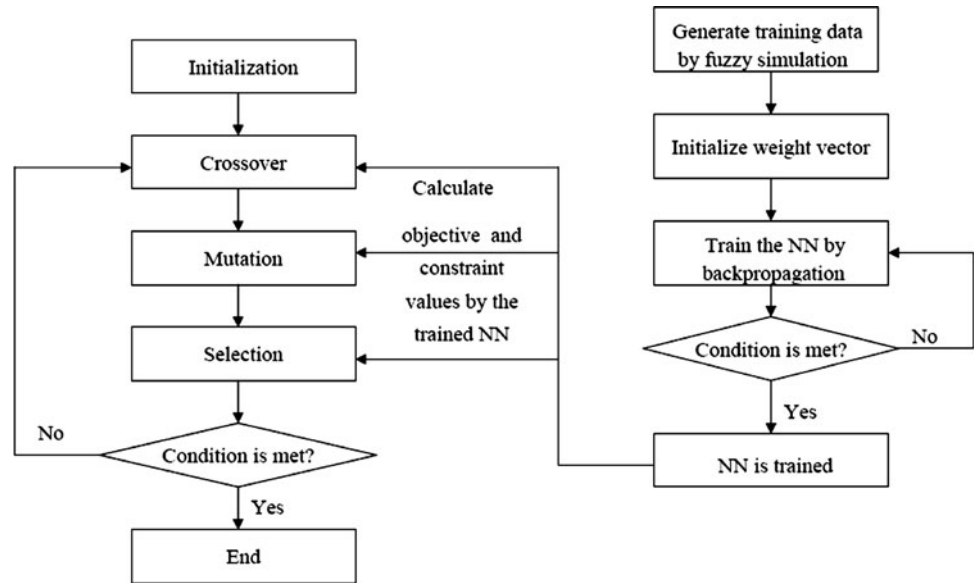 Initialization
Crossover
Mutation
Selection
No
Condition is met?
Yes
End
Calculate
objective and
constraint
values by the
trained NN
Generate training data
by fuzzy simulation
Initialize weight vector
Train the NN by
backpropagation
Condition is met?
No
Yes
NN is trained